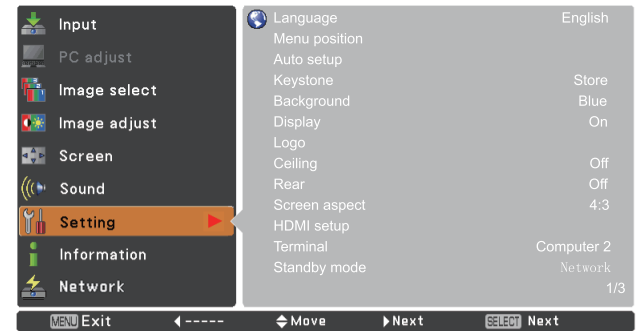 Input
PC adjust
Image select
Image adjust
Screen
Sound
Setting
Information
Network
Language English
Menu position
Auto setup
Keystone Store
Background Blue
Display On
Logo
Ceiling Off
Rear Off
Screen aspect 4:3
HDMI setup
Terminal Computer 2
Standby mode Network
1/3
MENU Exit ◀----- Move Next SELECT Next